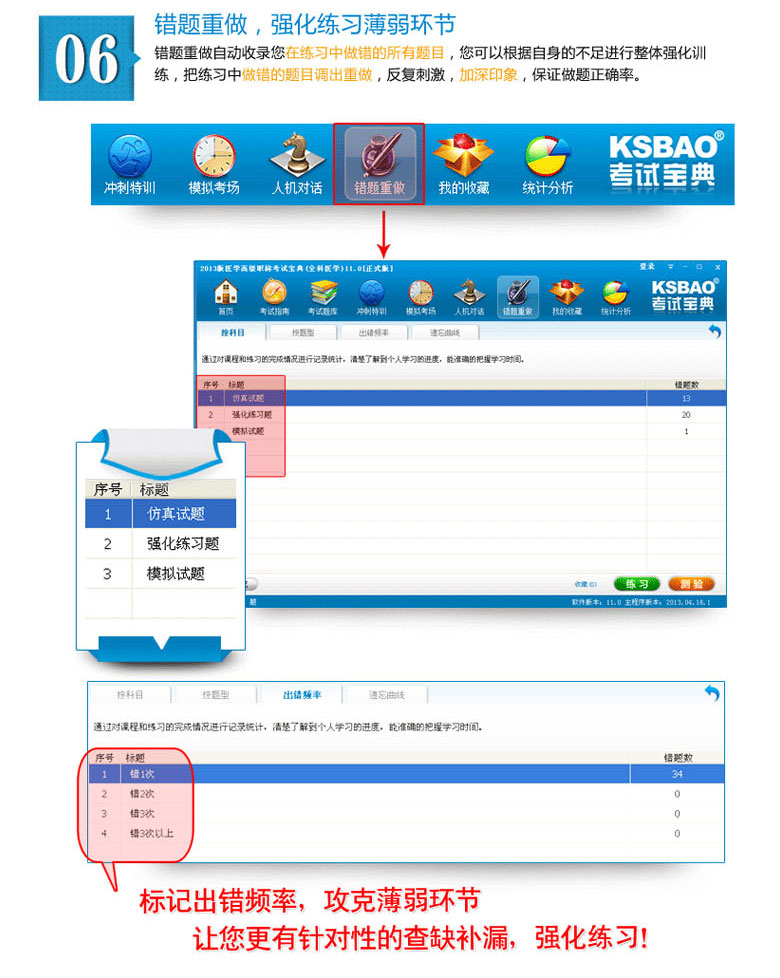 06
错题重做，强化练习薄弱环节
错题重做自动收录您在练习中做错的所有题目，您可以根据自身的不足进行整体强化训
练，把练习中做错的题目调出重做，反复刺激，加深印象，保证做题正确率。
冲刺特训 模拟考场 人机对话 错题重做 我的收藏 统计分析
KSBAO®
考试宝典
2013版医学高级职称考试宝典(全科医学)11.0[正式版] 登录
首页 考试指南 考试题库 冲刺特训 模拟考场 人机对话 错题重做 我的收藏 统计分析
KSBAO®
考试宝典
按科目 按题型 出错频率 遗忘曲线
通过对课程和练习的完成情况进行记录统计，清楚了解到个人学习的进度，能准确的把握学习时间。
序号 标题 错题数
1 仿真试题 13
2 强化练习题 20
模拟试题 1
收藏(0) 练习 测验
题 软件版本：11.0 主程序版本：2013.04.18.1
序号 标题
1 仿真试题
2 强化练习题
3 模拟试题
按科目 按题型 出错频率 遗忘曲线
通过对课程和练习的完成情况进行记录统计，清楚了解到个人学习的进度，能准确的把握学习时间。
序号 标题 错题数
1 错1次 34
2 错2次 0
3 错3次 0
4 错3次以上 0
标记出错频率，攻克薄弱环节
让您更有针对性的查缺补漏，强化练习!